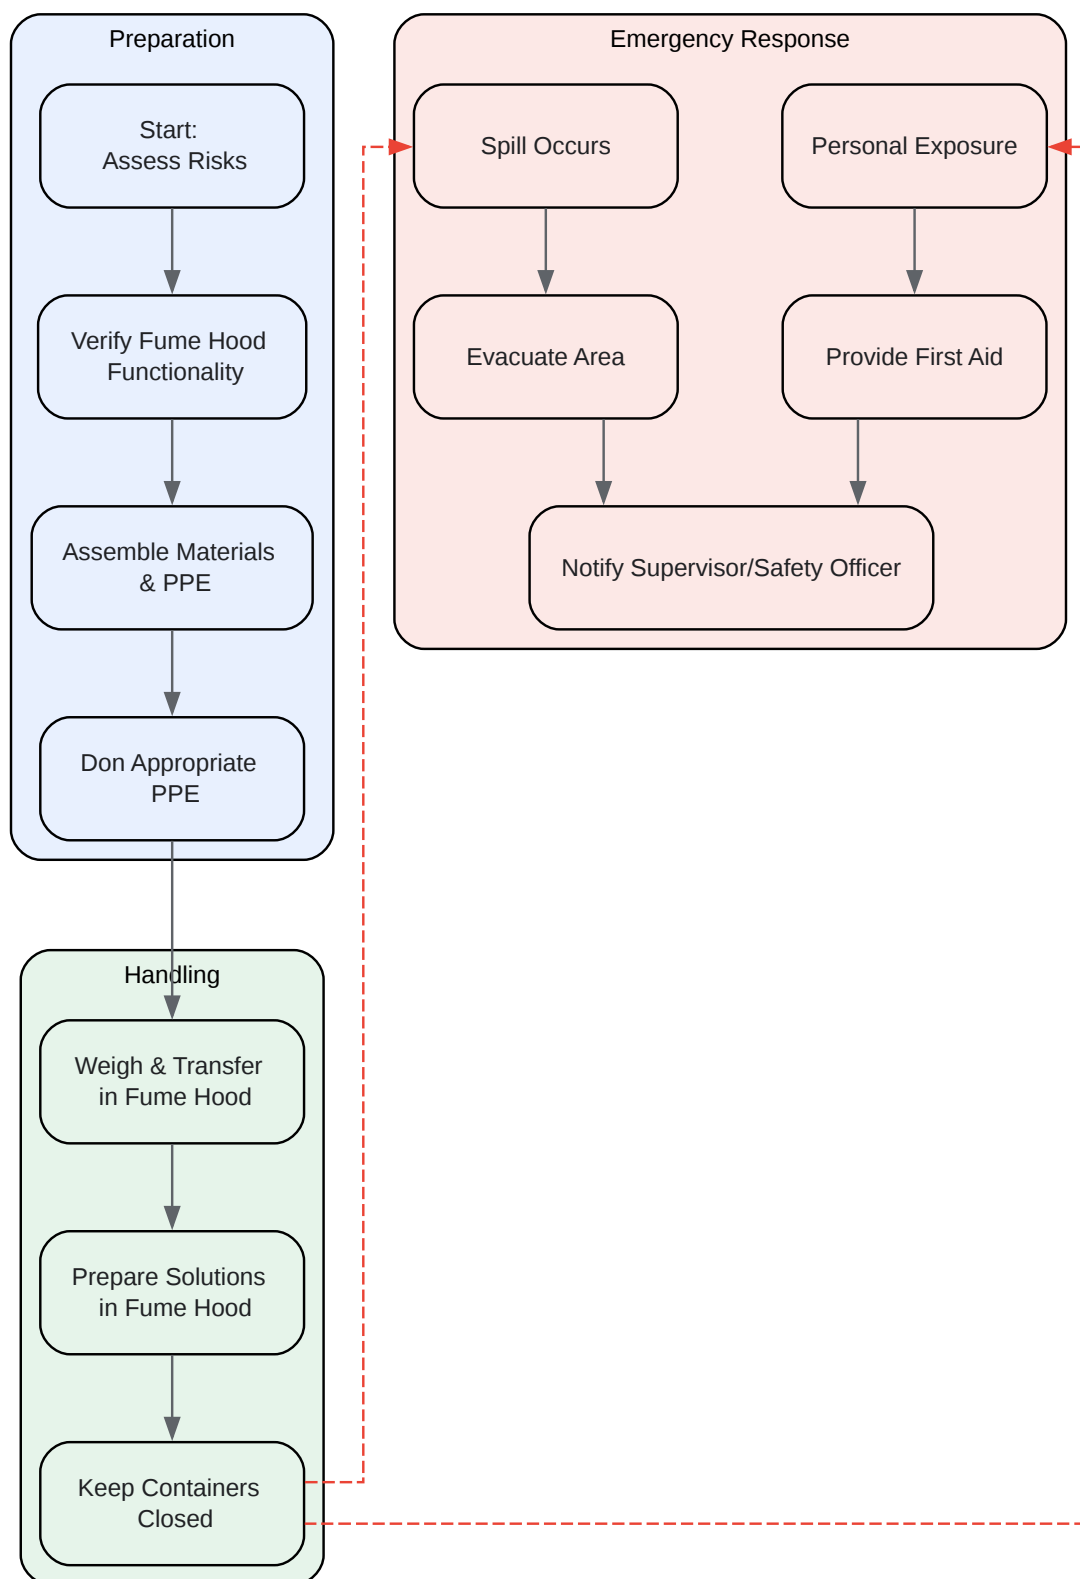 Preparation
Start:
Assess Risks
Verify Fume Hood
Functionality
Assemble Materials
& PPE
Don Appropriate
PPE
Handling
Weigh & Transfer
in Fume Hood
Prepare Solutions
in Fume Hood
Keep Containers
Closed
Emergency Response
Spill Occurs
Personal Exposure
Evacuate Area
Provide First Aid
Notify Supervisor/Safety Officer